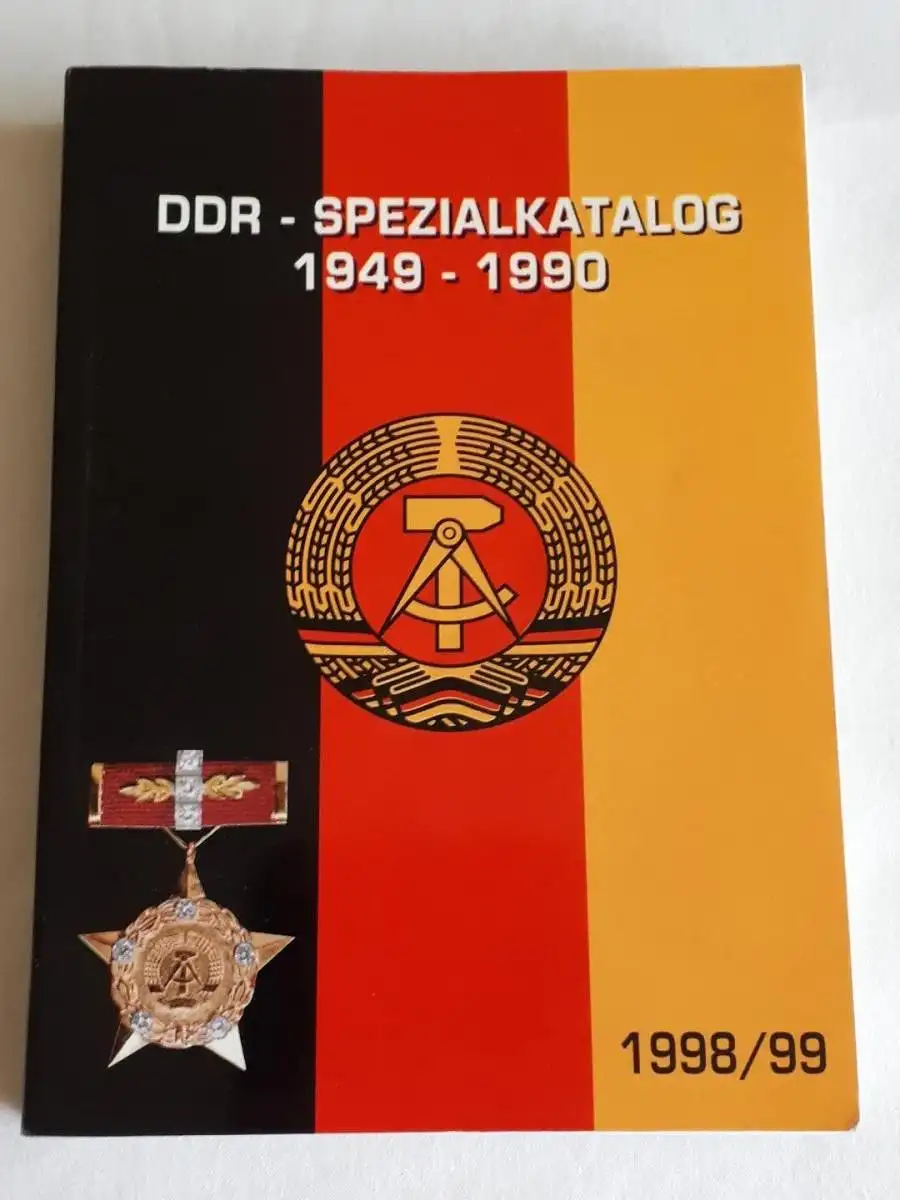 DDR - SPEZIALKATALOG
1949 - 1990
1998/99